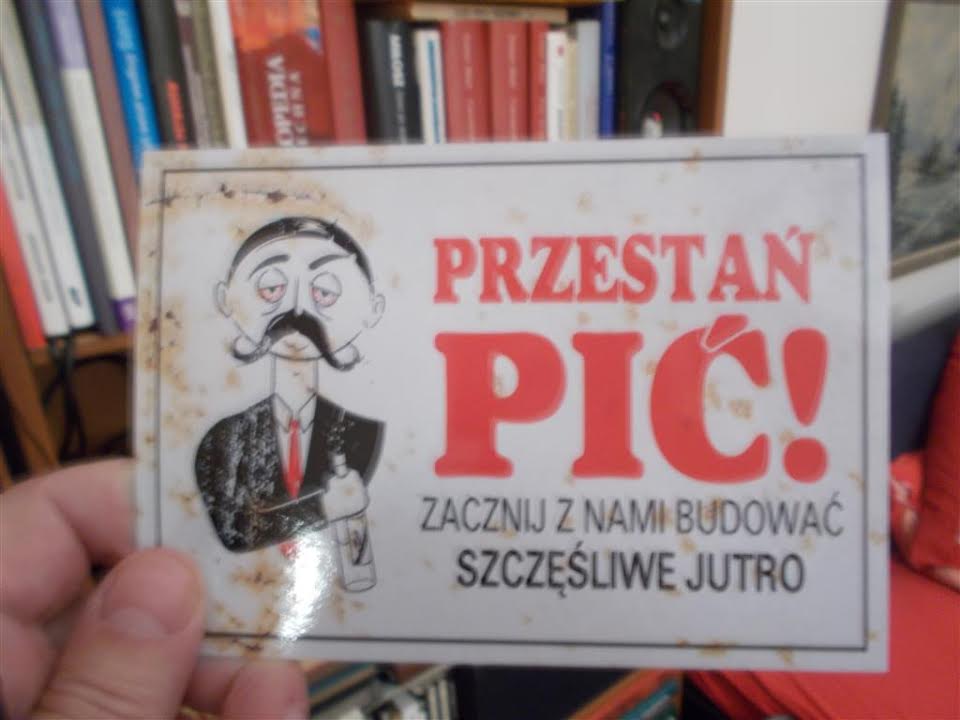 PRZESTAŃ
PIĆ!
ZACZNIJ Z NAMI BUDOWAĆ
SZCZĘŚLIWE JUTRO